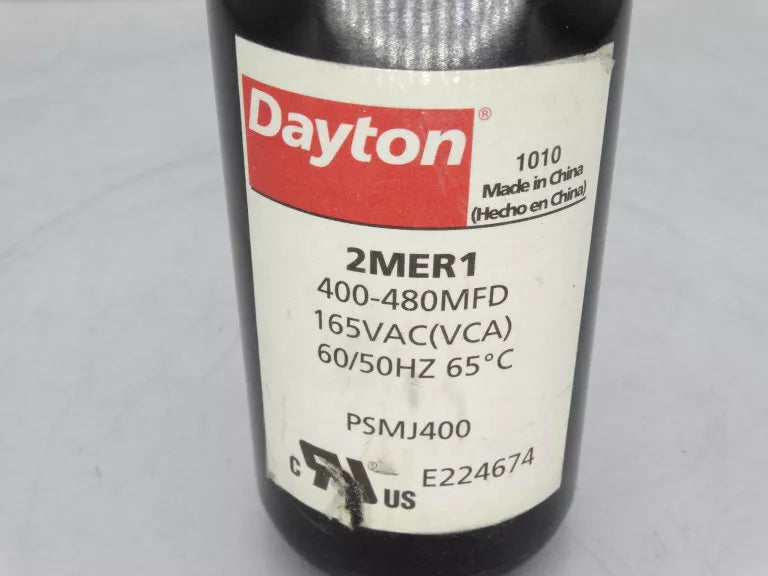 Dayton®
1010
Made in China
(Hecho en China)
2MER1
400-480MFD
165VAC(VCA)
60/50HZ 65°C
PSMJ400
c RU® US E224674